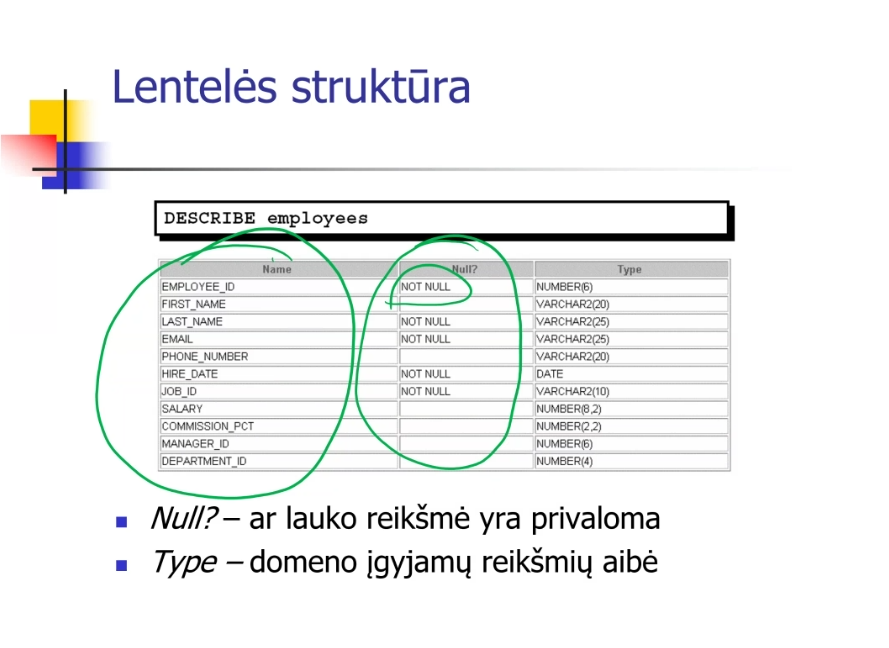 Lentelės struktūra
DESCRIBE employees
Name Null? Type
EMPLOYEE_ID NOT NULL NUMBER(6)
FIRST_NAME VARCHAR2(20)
LAST_NAME NOT NULL VARCHAR2(25)
EMAIL NOT NULL VARCHAR2(25)
PHONE_NUMBER VARCHAR2(20)
HIRE_DATE NOT NULL DATE
JOB_ID NOT NULL VARCHAR2(10)
SALARY NUMBER(8,2)
COMMISSION_PCT NUMBER(2,2)
MANAGER_ID NUMBER(6)
DEPARTMENT_ID NUMBER(4)
Null? – ar lauko reikšmė yra privaloma
Type – domeno įgyjamų reikšmių aibė